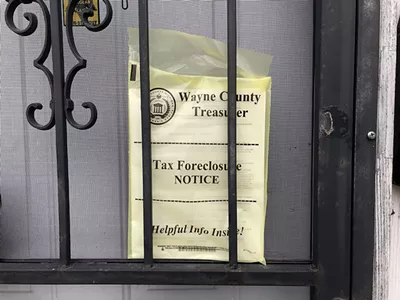 Wayne County
Treasurer
Tax Foreclosure
NOTICE
Helpful Info Inside!